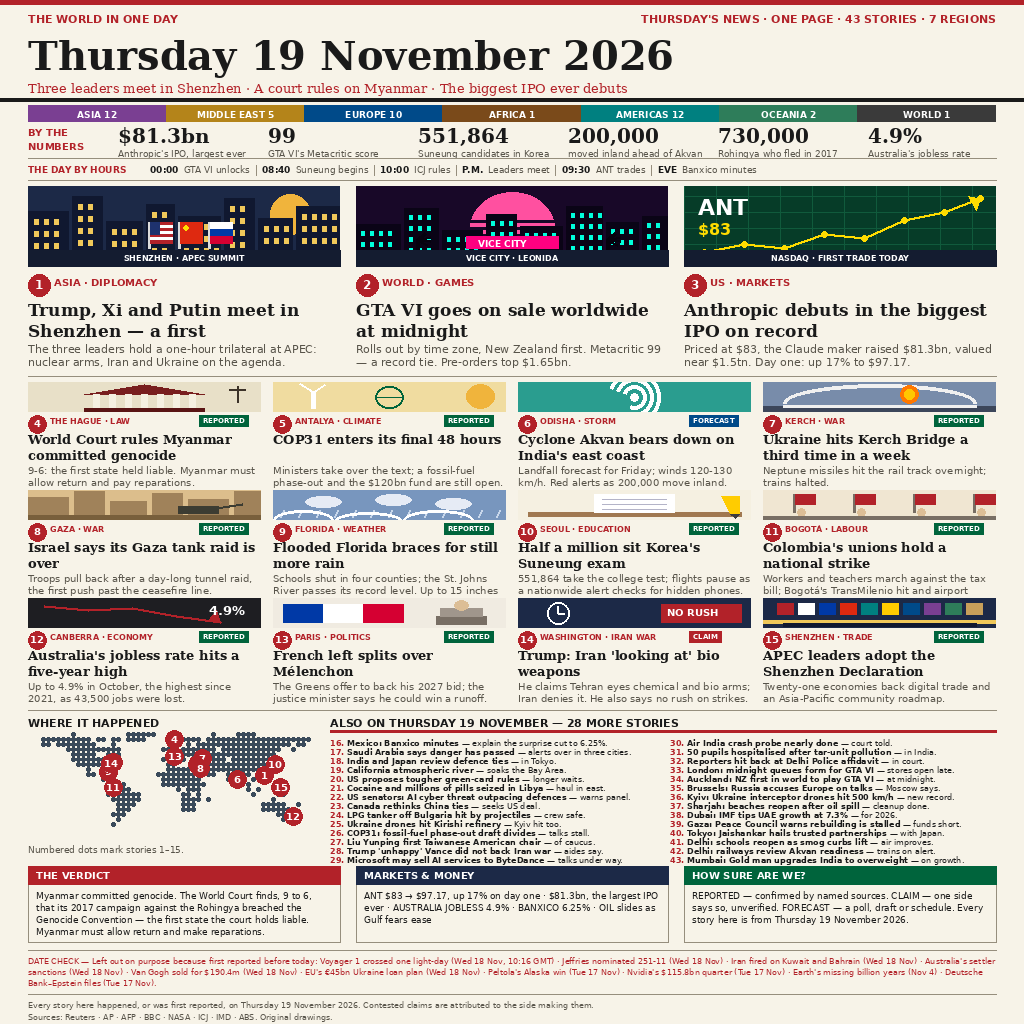 THE WORLD IN ONE DAY
THURSDAY'S NEWS · ONE PAGE · 43 STORIES · 7 REGIONS
Thursday 19 November 2026
Three leaders meet in Shenzhen · A court rules on Myanmar · The biggest IPO ever debuts
ASIA 12
MIDDLE EAST 5
EUROPE 10
AFRICA 1
AMERICAS 12
OCEANIA 2
WORLD 1
BY THE
NUMBERS
$81.3bn
99
551,864
200,000
730,000
4.9%
Anthropic's IPO, largest ever
GTA VI's Metacritic score
Suneung candidates in Korea
moved inland ahead of Akvan
Rohingya who fled in 2017
Australia's jobless rate
THE DAY BY HOURS
00:00 GTA VI unlocks | 08:40 Suneung begins | 10:00 ICJ rules | P.M. Leaders meet | 09:30 ANT trades | EVE Banxico minutes
SHENZHEN · APEC SUMMIT
VICE CITY
VICE CITY · LEONIDA
ANT
$83
NASDAQ · FIRST TRADE TODAY
1 ASIA · DIPLOMACY
Trump, Xi and Putin meet in
Shenzhen — a first
The three leaders hold a one-hour trilateral at APEC:
nuclear arms, Iran and Ukraine on the agenda.
2 WORLD · GAMES
GTA VI goes on sale worldwide
at midnight
Rolls out by time zone, New Zealand first. Metacritic 99
— a record tie. Pre-orders top $1.65bn.
3 US · MARKETS
Anthropic debuts in the biggest
IPO on record
Priced at $83, the Claude maker raised $81.3bn, valued
near $1.5tn. Day one: up 17% to $97.17.
4 THE HAGUE · LAW REPORTED
World Court rules Myanmar
committed genocide
9-6: the first state held liable. Myanmar must
allow return and pay reparations.
5 ANTALYA · CLIMATE REPORTED
COP31 enters its final 48 hours
Ministers take over the text; a fossil-fuel
phase-out and the $120bn fund are still open.
6 ODISHA · STORM FORECAST
Cyclone Akvan bears down on
India's east coast
Landfall forecast for Friday; winds 120-130
km/h. Red alerts as 200,000 move inland.
7 KERCH · WAR REPORTED
Ukraine hits Kerch Bridge a
third time in a week
Neptune missiles hit the rail track overnight;
trains halted.
8 GAZA · WAR REPORTED
Israel says its Gaza tank raid is
over
Troops pull back after a day-long tunnel raid,
the first push past the ceasefire line.
9 FLORIDA · WEATHER REPORTED
Flooded Florida braces for still
more rain
Schools shut in four counties; the St. Johns
River passes its record level. Up to 15 inches
10 SEOUL · EDUCATION REPORTED
Half a million sit Korea's
Suneung exam
551,864 take the college test; flights pause as
a nationwide alert checks for hidden phones.
11 BOGOTÁ · LABOUR REPORTED
Colombia's unions hold a
national strike
Workers and teachers march against the tax
bill; Bogotá's TransMilenio hit and airport
4.9%
12 CANBERRA · ECONOMY REPORTED
Australia's jobless rate hits a
five-year high
Up to 4.9% in October, the highest since
2021, as 43,500 jobs were lost.
13 PARIS · POLITICS REPORTED
French left splits over
Mélenchon
The Greens offer to back his 2027 bid; the
justice minister says he could win a runoff.
NO RUSH
14 WASHINGTON · IRAN WAR CLAIM
Trump: Iran 'looking at' bio
weapons
He claims Tehran eyes chemical and bio arms;
Iran denies it. He also says no rush on strikes.
15 SHENZHEN · TRADE REPORTED
APEC leaders adopt the
Shenzhen Declaration
Twenty-one economies back digital trade and
an Asia-Pacific community roadmap.
WHERE IT HAPPENED
4
13
7
8
14
11
6
1
10
15
12
Numbered dots mark stories 1–15.
ALSO ON THURSDAY 19 NOVEMBER — 28 MORE STORIES
16. Mexico: Banxico minutes — explain the surprise cut to 6.25%.
17. Saudi Arabia says danger has passed — alerts over in three cities.
18. India and Japan review defence ties — in Tokyo.
19. California atmospheric river — soaks the Bay Area.
20. US proposes tougher green-card rules — longer waits.
21. Cocaine and millions of pills seized in Libya — haul in east.
22. US senators: AI cyber threat outpacing defences — warns panel.
23. Canada rethinks China ties — seeks US deal.
24. LPG tanker off Bulgaria hit by projectiles — crew safe.
25. Ukraine drones hit Kirishi refinery — Kyiv hit too.
26. COP31: fossil-fuel phase-out draft divides — talks stall.
27. Liu Yunping first Taiwanese American chair — of caucus.
28. Trump 'unhappy' Vance did not back Iran war — aides say.
29. Microsoft may sell AI services to ByteDance — talks under way.
30. Air India crash probe nearly done — court told.
31. 50 pupils hospitalised after tar-unit pollution — in India.
32. Reporters hit back at Delhi Police affidavit — in court.
33. London: midnight queues form for GTA VI — stores open late.
34. Auckland: NZ first in world to play GTA VI — at midnight.
35. Brussels: Russia accuses Europe on talks — Moscow says.
36. Kyiv: Ukraine interceptor drones hit 500 km/h — new record.
37. Sharjah: beaches reopen after oil spill — cleanup done.
38. Dubai: IMF tips UAE growth at 7.3% — for 2026.
39. Gaza: Peace Council warns rebuilding is stalled — funds short.
40. Tokyo: Jaishankar hails trusted partnerships — with Japan.
41. Delhi: schools reopen as smog curbs lift — air improves.
42. Delhi: railways review Akvan readiness — trains on alert.
43. Mumbai: Gold man upgrades India to overweight — on growth.
THE VERDICT
Myanmar committed genocide. The World Court finds, 9 to 6,
that its 2017 campaign against the Rohingya breached the
Genocide Convention — the first state the court holds liable.
Myanmar must allow return and make reparations.
MARKETS & MONEY
ANT $83 → $97.17, up 17% on day one · $81.3bn, the largest IPO
ever · AUSTRALIA JOBLESS 4.9% · BANXICO 6.25% · OIL slides as
Gulf fears ease
HOW SURE ARE WE?
REPORTED — confirmed by named sources. CLAIM — one side
says so, unverified. FORECAST — a poll, draft or schedule. Every
story here is from Thursday 19 November 2026.
DATE CHECK — Left out on purpose because first reported before today: Voyager 1 crossed one light-day (Wed 18 Nov, 10:16 GMT) · Jeffries nominated 251-11 (Wed 18 Nov) · Iran fired on Kuwait and Bahrain (Wed 18 Nov) · Australia's settler
sanctions (Wed 18 Nov) · Van Gogh sold for $190.4m (Wed 18 Nov) · EU's €45bn Ukraine loan plan (Wed 18 Nov) · Peltola's Alaska win (Tue 17 Nov) · Nvidia's $115.8bn quarter (Tue 17 Nov) · Earth's missing billion years (Nov 4) · Deutsche
Bank–Epstein files (Tue 17 Nov).
Every story here happened, or was first reported, on Thursday 19 November 2026. Contested claims are attributed to the side making them.
Sources: Reuters · AP · AFP · BBC · NASA · ICJ · IMD · ABS. Original drawings.